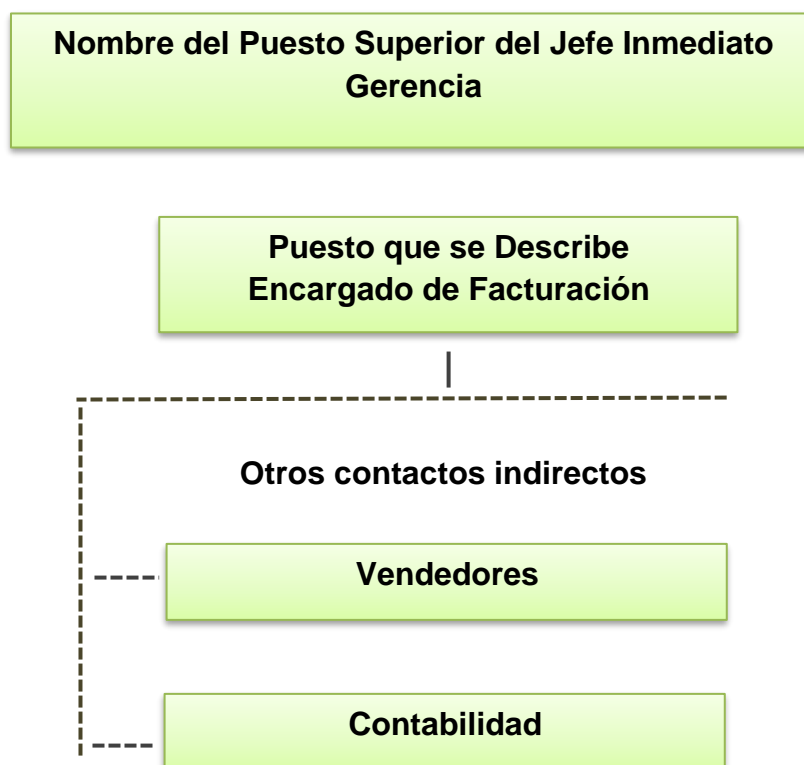 Nombre del Puesto Superior del Jefe Inmediato
Gerencia
Puesto que se Describe
Encargado de Facturación
Otros contactos indirectos
Vendedores
Contabilidad